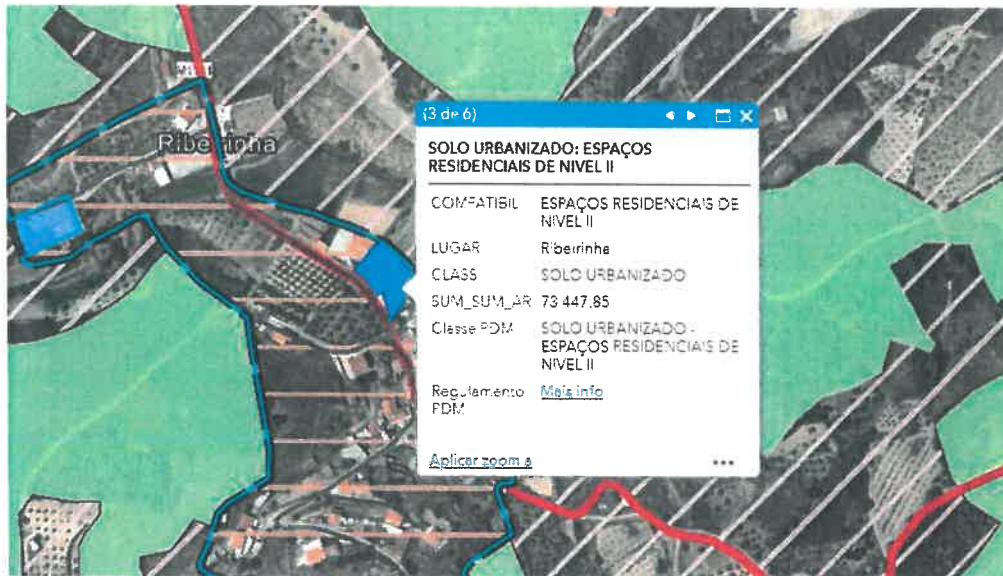 Ribeirinha
(3 de 6)
SOLO URBANIZADO: ESPAÇOS
RESIDENCIAIS DE NIVEL II
COMPATIBIL ESPAÇOS RESIDENCIAIS DE
NIVEL II
LUGAR Ribeirinha
CLASS SOLO URBANIZADO
SUM_SUM_AR 73 447,85
Classe PDM SOLO URBANIZADO -
ESPAÇOS RESIDENCIAIS DE
NIVEL II
Regulamento Mais info
PDM
Aplicar zoom a